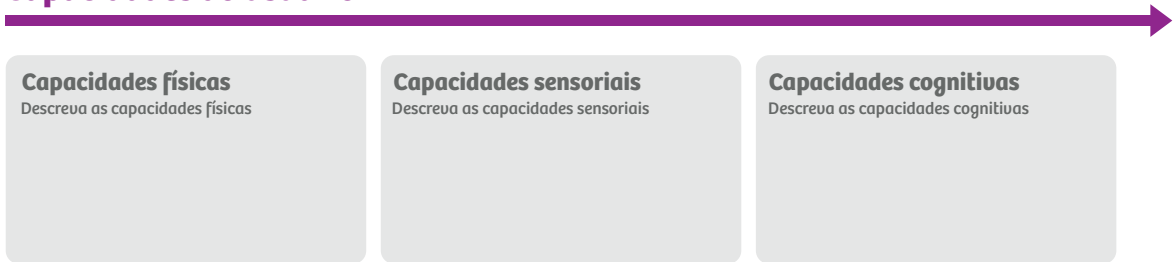 Capacidades físicas
Descreva as capacidades físicas
Capacidades sensoriais
Descreva as capacidades sensoriais
Capacidades cognitivas
Descreva as capacidades cognitivas